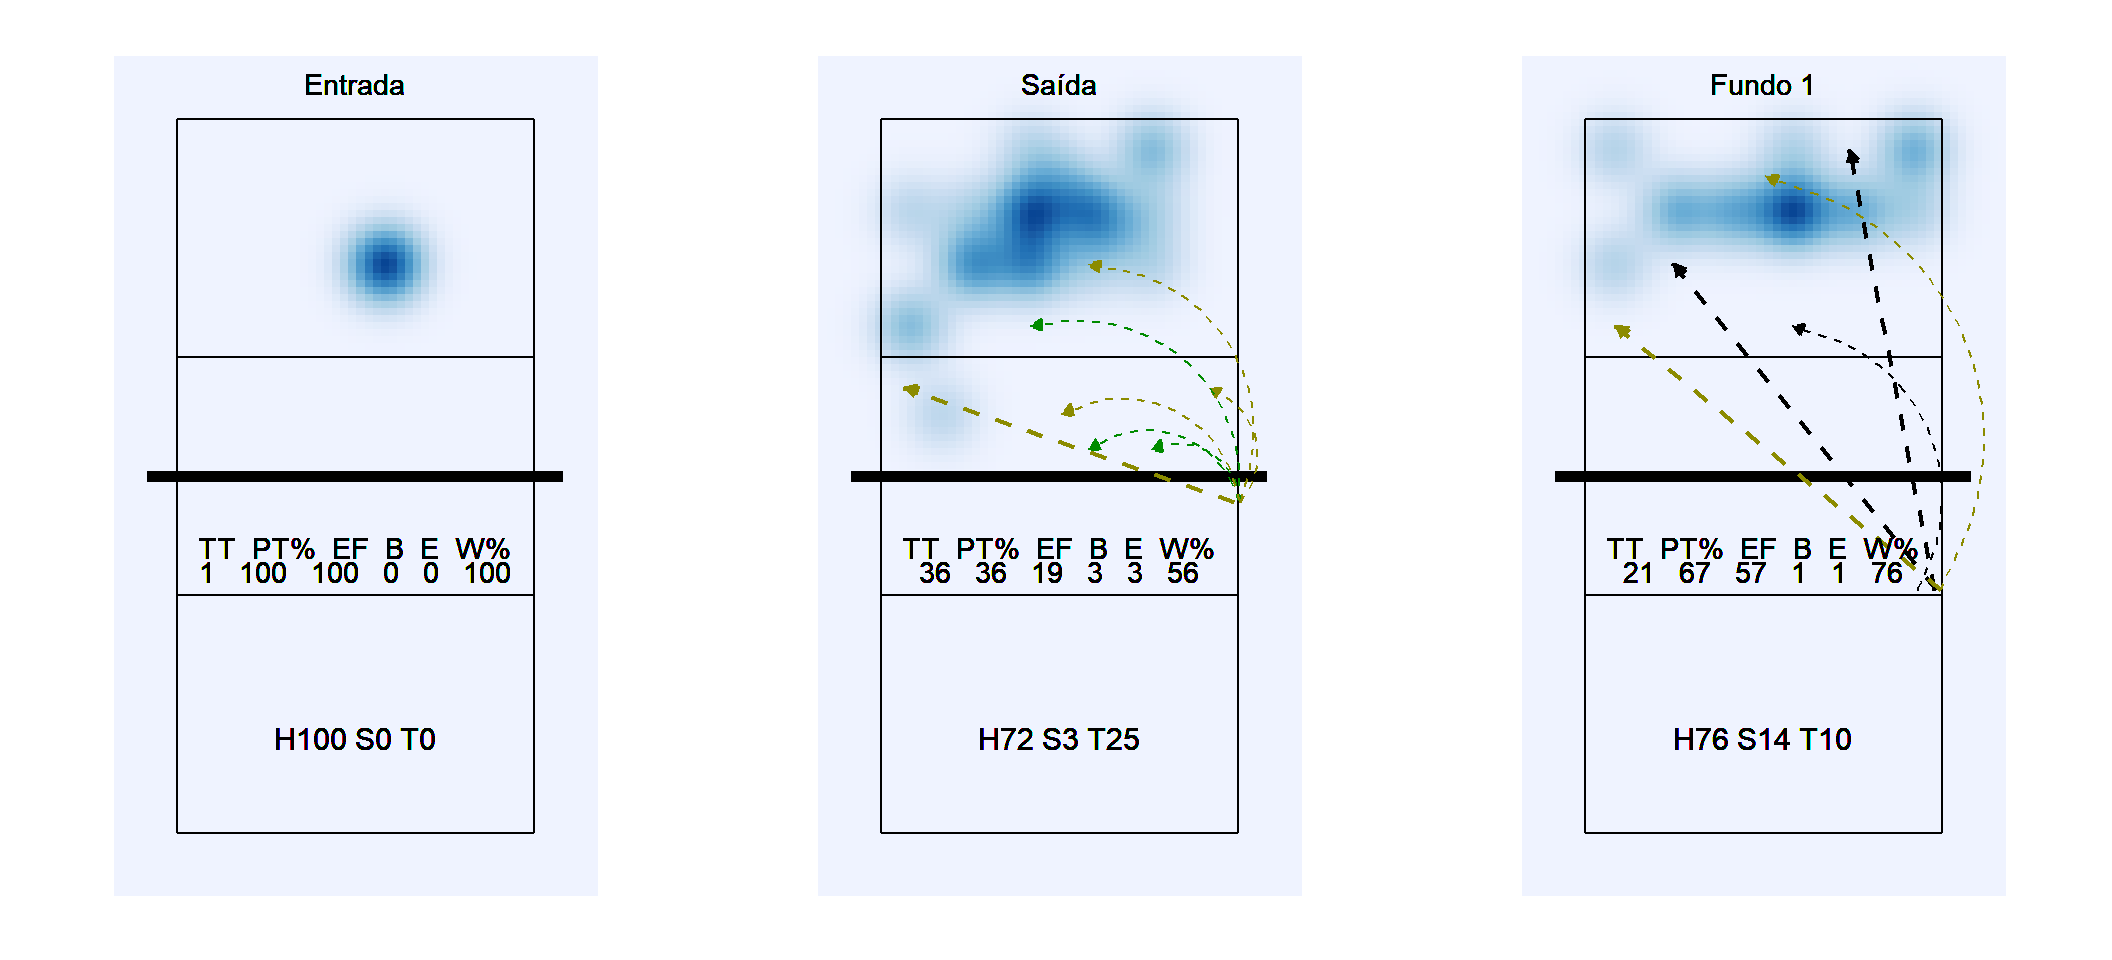 Entrada
TT PT% EF B E W%
1 100 100 0 0 100
H100 S0 T0
Saída
TT PT% EF B E W%
36 36 19 3 3 56
H72 S3 T25
Fundo 1
TT PT% EF B E W%
21 67 57 1 1 76
H76 S14 T10